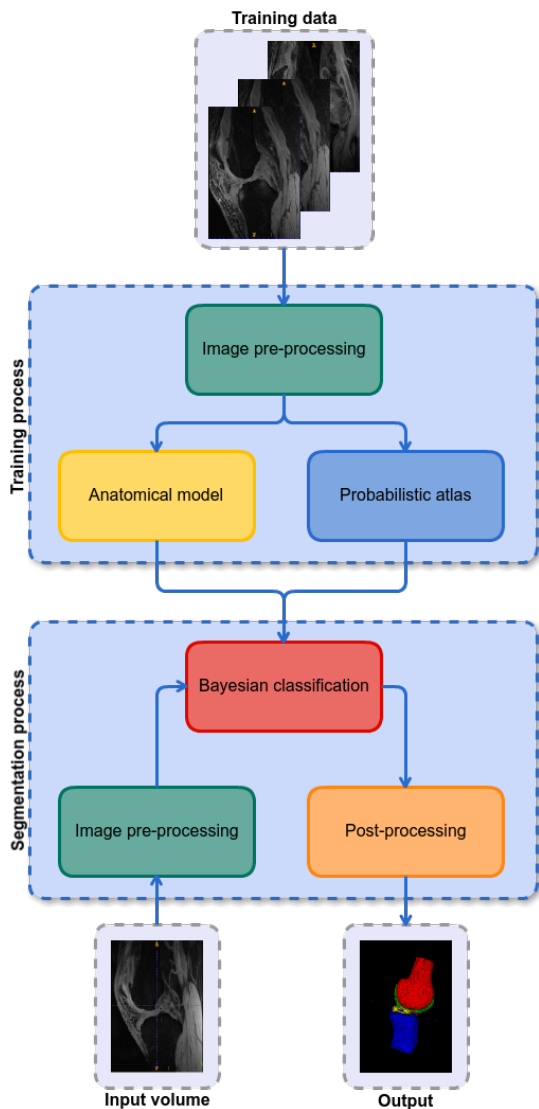 Training data
Training process
Image pre-processing
Anatomical model
Probabilistic atlas
Segmentation process
Bayesian classification
Image pre-processing
Post-processing
Input volume
Output